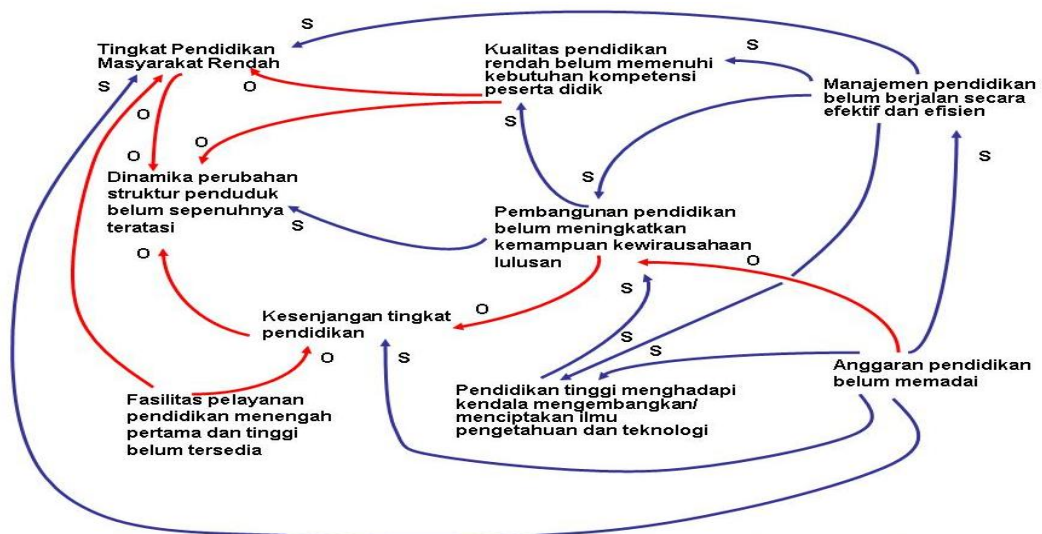 S
Tingkat Pendidikan
Masyarakat Rendah
S
O
O
O
O
Kualitas pendidikan
rendah belum memenuhi
kebutuhan kompetensi
peserta didik
S
S
Manajemen pendidikan
belum berjalan secara
efektif dan efisien
S
Dinamika perubahan
struktur penduduk
belum sepenuhnya
teratasi
O
S
S
Pembangunan pendidikan
belum meningkatkan
kemampuan kewirausahaan
lulusan
O
S
Kesenjangan tingkat
pendidikan
O
O
S
S
S
Anggaran pendidikan
belum memadai
Fasilitas pelayanan
pendidikan menengah
pertama dan tinggi
belum tersedia
Pendidikan tinggi menghadapi
kendala mengembangkan/
menciptakan ilmu
pengetahuan dan teknologi